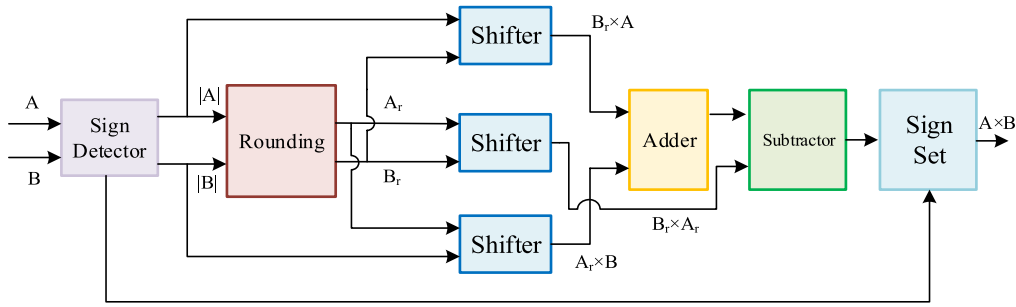 Shifter
Bᵣ×A
A
|A|
Aᵣ
Sign
Detector
Rounding
Shifter
Adder
Subtractor
Sign
Set
A×B
B
|B|
Bᵣ
Shifter
Bᵣ×Aᵣ
Aᵣ×B